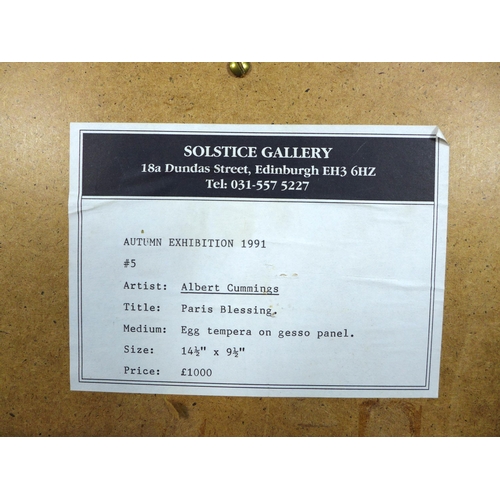 SOLSTICE GALLERY
18a Dundas Street, Edinburgh EH3 6HZ
Tel: 031-557 5227
AUTUMN EXHIBITION 1991
#5
Artist: Albert Cummings
Title: Paris Blessing.
Medium: Egg tempera on gesso panel.
Size: 14½" x 9½"
Price: £1000